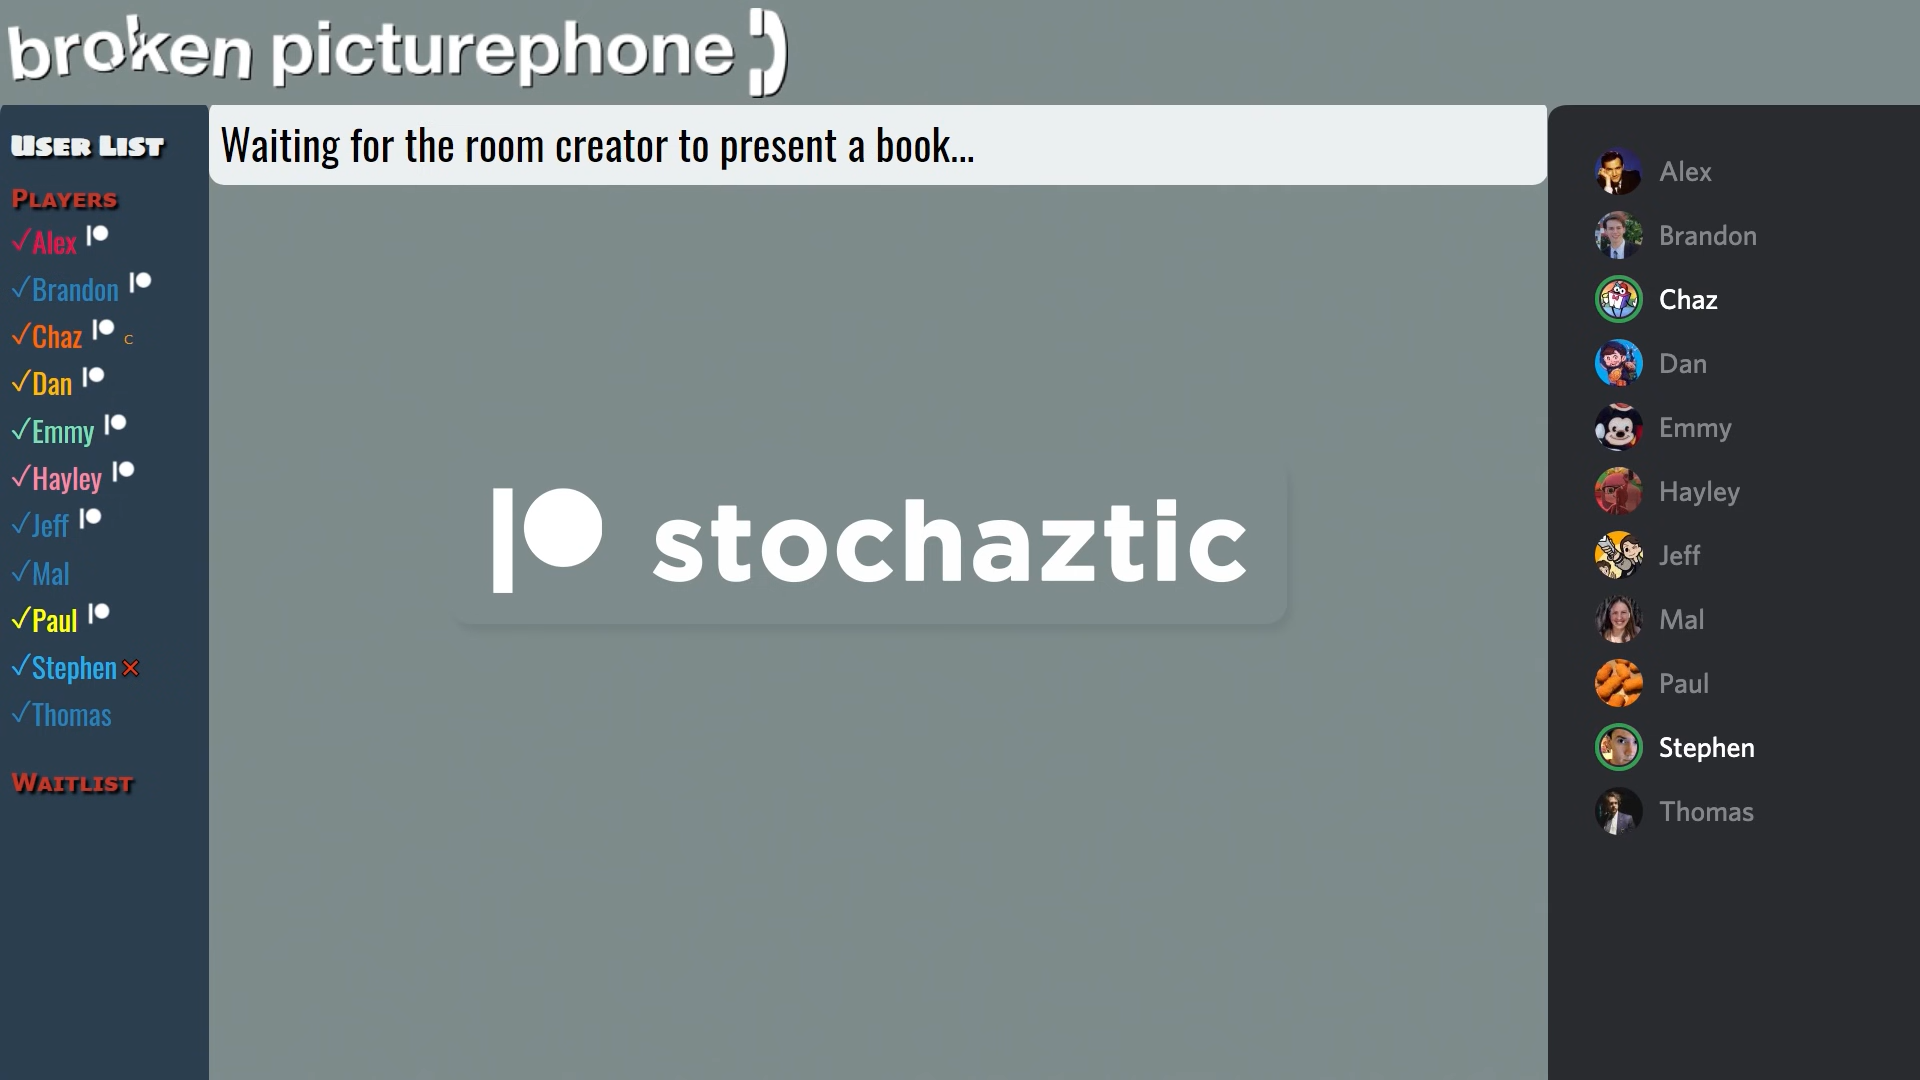 broken picturephone
User List
Waiting for the room creator to present a book...
Players
✓Alex
✓Brandon
✓Chaz c
✓Dan
✓Emmy
✓Hayley
✓Jeff
✓Mal
✓Paul
✓Stephen ✕
✓Thomas
Waitlist
stochaztic
Alex
Brandon
Chaz
Dan
Emmy
Hayley
Jeff
Mal
Paul
Stephen
Thomas